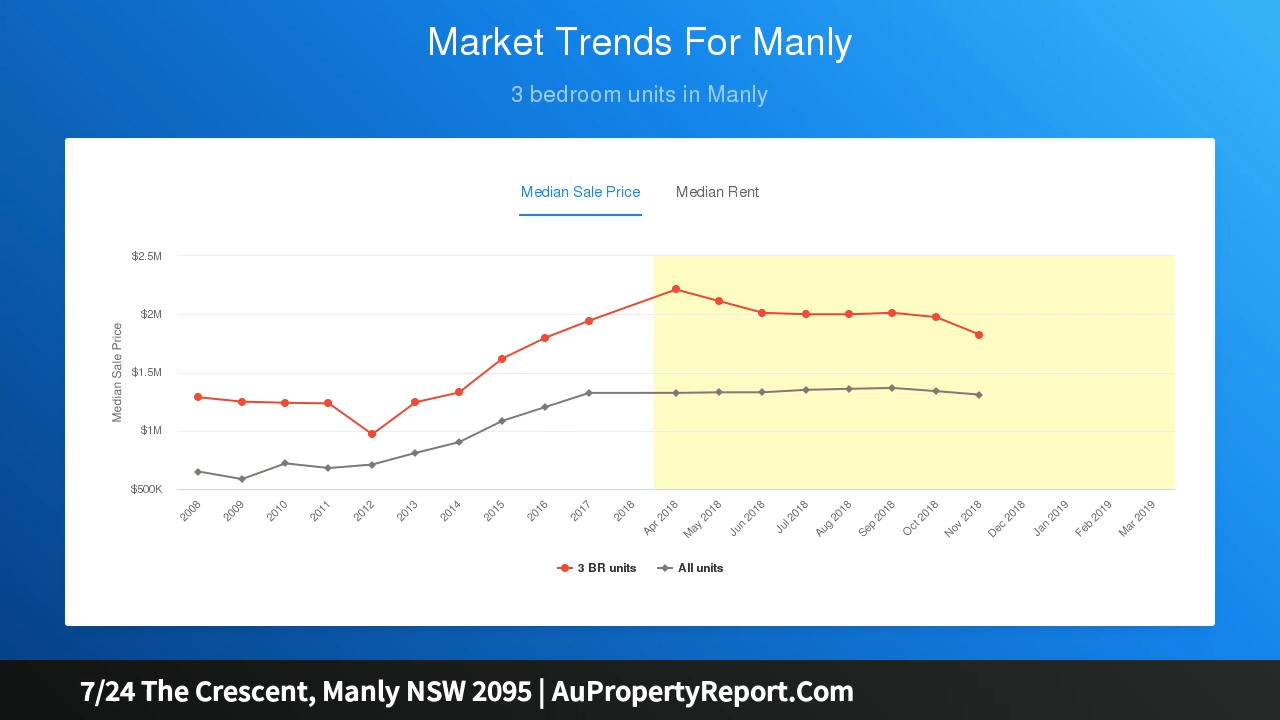 Market Trends For Manly
3 bedroom units in Manly
Median Sale Price
Median Rent
$2.5M
$2M
$1.5M
$1M
$500K
Median Sale Price
2008
2009
2010
2011
2012
2013
2014
2015
2016
2017
2018
Apr 2018
May 2018
Jun 2018
Jul 2018
Aug 2018
Sep 2018
Oct 2018
Nov 2018
Dec 2018
Jan 2019
Feb 2019
Mar 2019
3 BR units
All units
7/24 The Crescent, Manly NSW 2095 | AuPropertyReport.Com